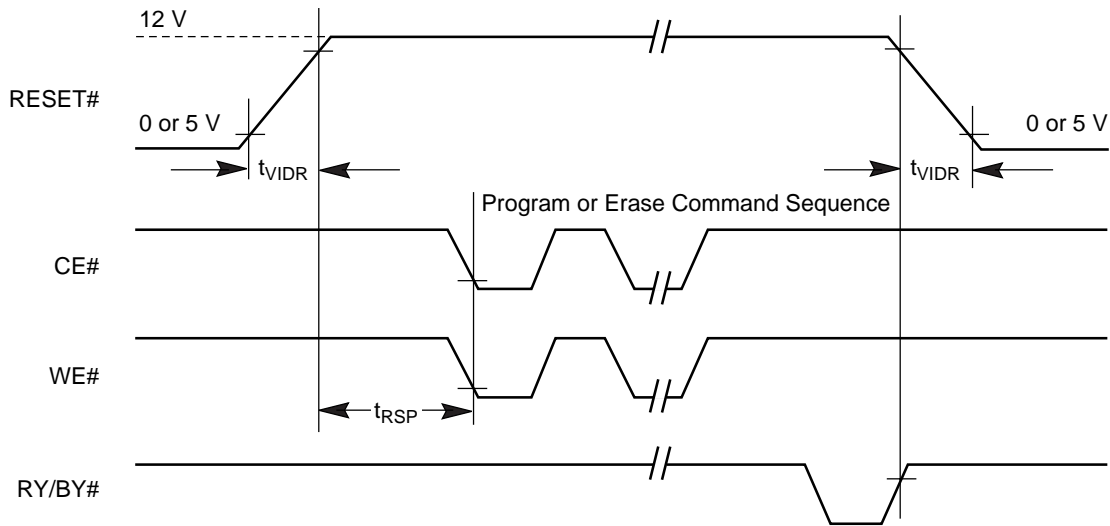 12 V
RESET#
0 or 5 V
0 or 5 V
tVIDR
tVIDR
Program or Erase Command Sequence
CE#
WE#
tRSP
RY/BY#